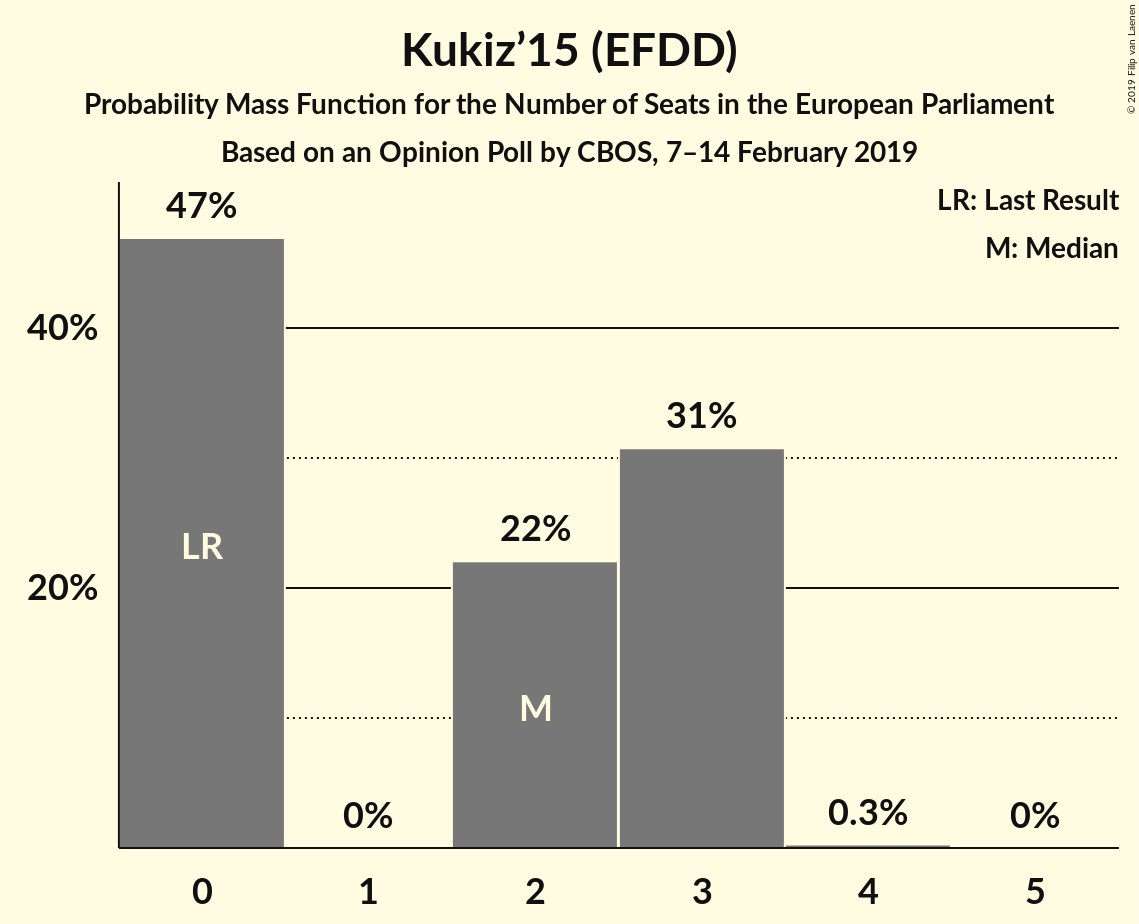 Kukiz’15 (EFDD)
Probability Mass Function for the Number of Seats in the European Parliament
Based on an Opinion Poll by CBOS, 7–14 February 2019
© 2019 Filip van Laenen
LR: Last Result
M: Median
47%
40%
31%
22%
20%
LR
M
0%
0.3%
0%
0 1 2 3 4 5